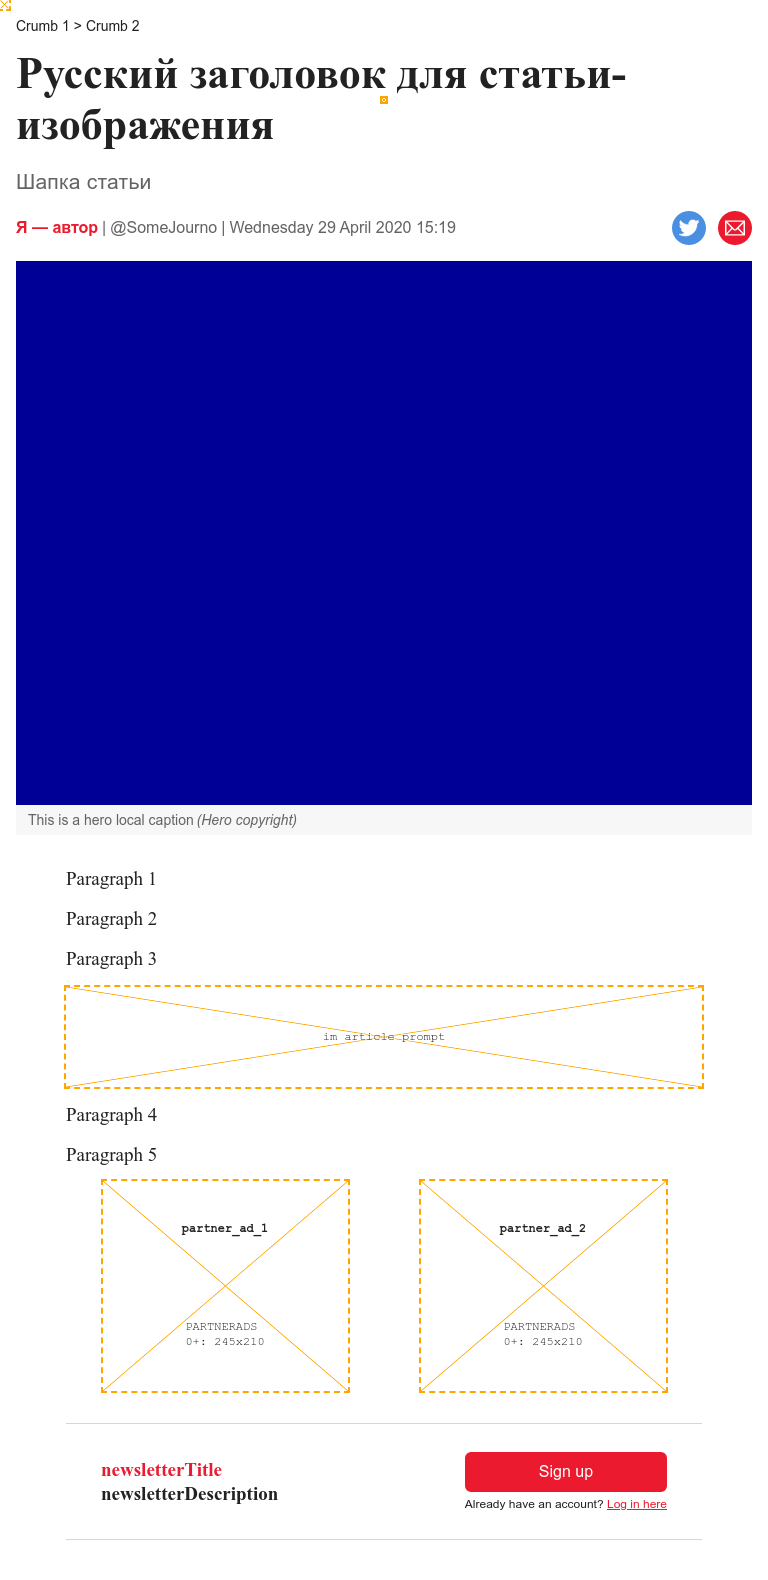 Crumb 1 > Crumb 2
Русский заголовок для статьи-
изображения
Шапка статьи
Я — автор | @SomeJourno | Wednesday 29 April 2020 15:19
This is a hero local caption (Hero copyright)
Paragraph 1
Paragraph 2
Paragraph 3
im article prompt
Paragraph 4
Paragraph 5
partner_ad_1
PARTNERADS
0+: 245x210
partner_ad_2
PARTNERADS
0+: 245x210
newsletterTitle
newsletterDescription
Sign up
Already have an account? Log in here